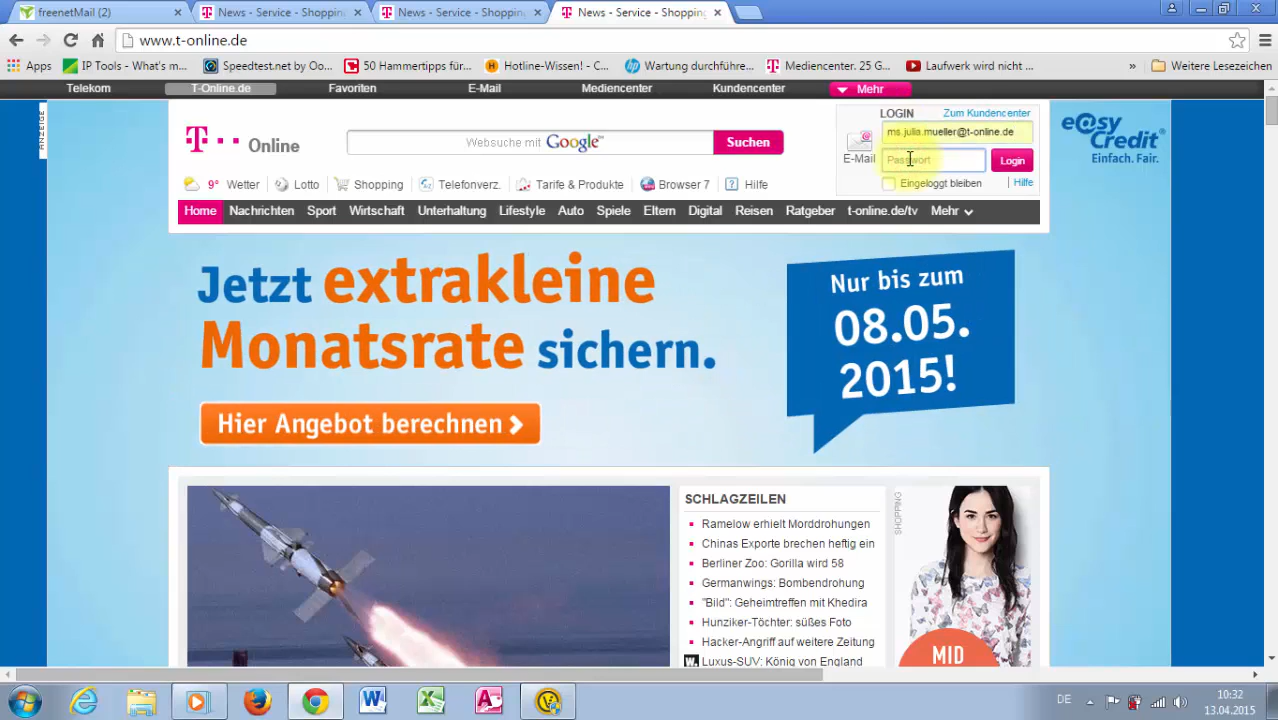 freenetMail (2)
News - Service - Shopping
News - Service - Shopping
News - Service - Shopping
www.t-online.de
Apps
IP Tools - What's m...
Speedtest.net by Oo...
50 Hammertipps für...
Hotline-Wissen! - C...
Wartung durchführe...
Mediencenter. 25 G...
Laufwerk wird nicht ...
»
Weitere Lesezeichen
Telekom
T-Online.de
Favoriten
E-Mail
Mediencenter
Kundencenter
Mehr
ANZEIGE
T Online
Websuche mit Google™
Suchen
LOGIN
Zum Kundencenter
ms.julia.mueller@t-online.de
E-Mail
Passwort
Login
Eingeloggt bleiben
Hilfe
e@sy
Credit®
Einfach. Fair.
9° Wetter
Lotto
Shopping
Telefonverz.
Tarife & Produkte
Browser 7
Hilfe
Home
Nachrichten
Sport
Wirtschaft
Unterhaltung
Lifestyle
Auto
Spiele
Eltern
Digital
Reisen
Ratgeber
t-online.de/tv
Mehr
Jetzt extrakleine
Monatsrate sichern.
Hier Angebot berechnen
Nur bis zum
08.05.
2015!
SCHLAGZEILEN
Ramelow erhielt Morddrohungen
Chinas Exporte brechen heftig ein
Berliner Zoo: Gorilla wird 58
Germanwings: Bombendrohung
"Bild": Geheimtreffen mit Khedira
Hunziker-Töchter: süßes Foto
Hacker-Angriff auf weitere Zeitung
W. Luxus-SUV: König von England
SHOPPING
MID
DE
10:32
13.04.2015